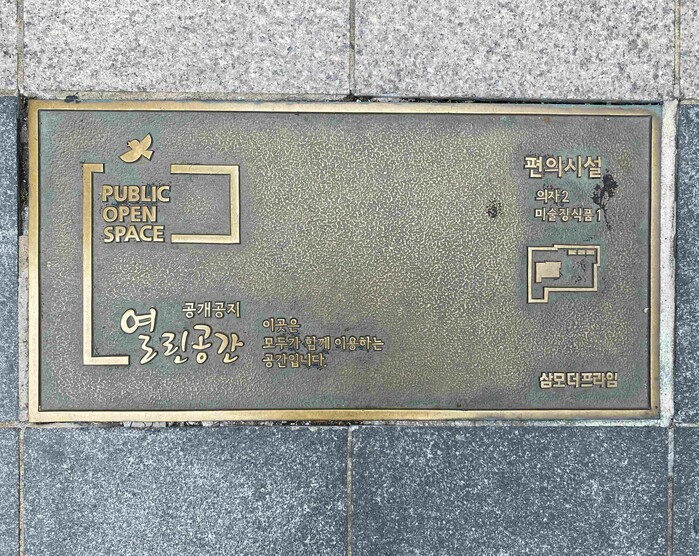 PUBLIC
OPEN
SPACE
공개공지
열린공간
이곳은
모두가 함께 이용하는
공간입니다.
편의시설
의자 2
미술장식품 1
삼모더프라임